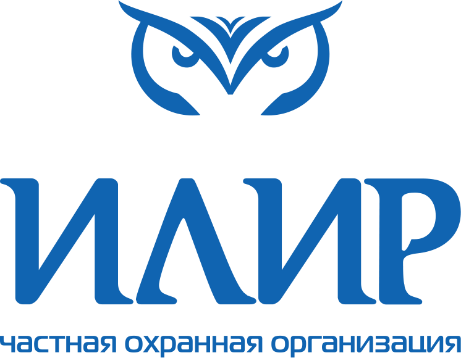 ИЛИР
частная охранная организация